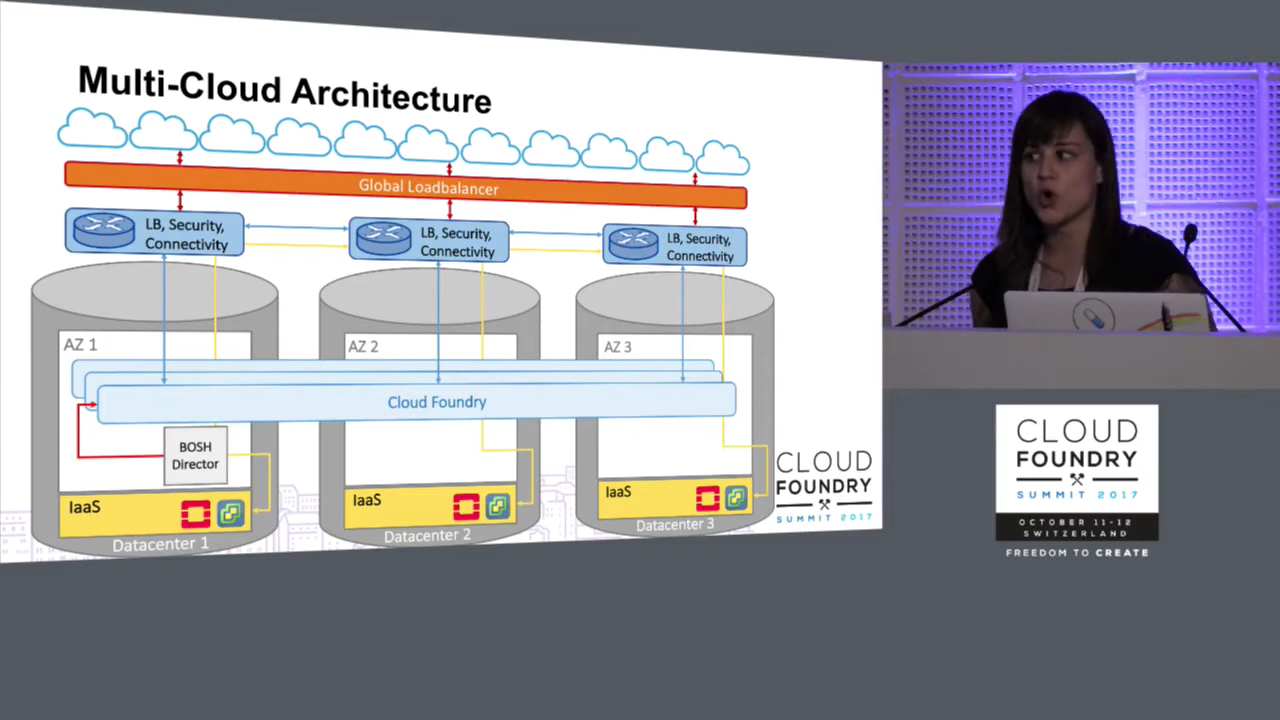 Multi-Cloud Architecture
Global Loadbalancer
LB, Security,
Connectivity
LB, Security,
Connectivity
LB, Security,
Connectivity
AZ 1
AZ 2
AZ 3
Cloud Foundry
BOSH
Director
IaaS
IaaS
IaaS
Datacenter 1
Datacenter 2
Datacenter 3
CLOUD
FOUNDRY
SUMMIT 2017
CLOUD
FOUNDRY
SUMMIT 2017
OCTOBER 11-12
SWITZERLAND
FREEDOM TO CREATE